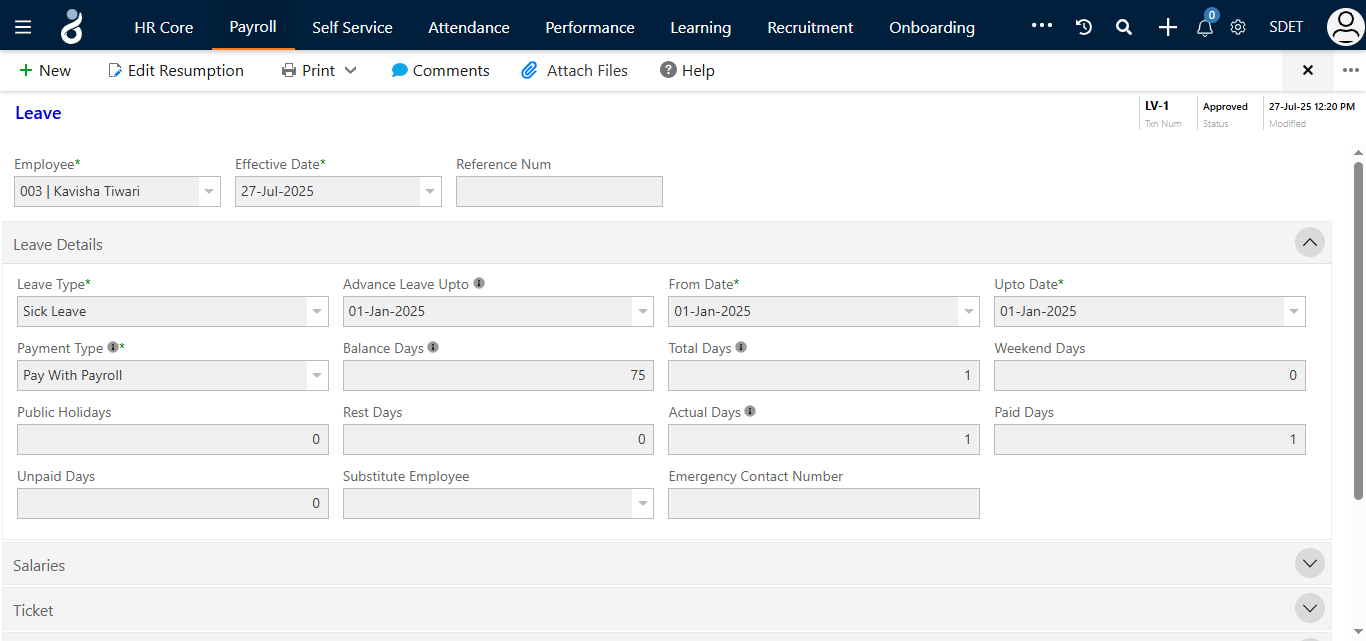 HR Core Payroll Self Service Attendance Performance Learning Recruitment Onboarding ••• 0 SDET
+ New Edit Resumption Print Comments Attach Files Help
Leave
LV-1 Approved 27-Jul-25 12:20 PM
Txn Num Status Modified
Employee* Effective Date* Reference Num
003 | Kavisha Tiwari 27-Jul-2025
Leave Details
Leave Type* Advance Leave Upto From Date* Upto Date*
Sick Leave 01-Jan-2025 01-Jan-2025 01-Jan-2025
Payment Type * Balance Days Total Days Weekend Days
Pay With Payroll 75 1 0
Public Holidays Rest Days Actual Days Paid Days
0 0 1 1
Unpaid Days Substitute Employee Emergency Contact Number
0
Salaries
Ticket